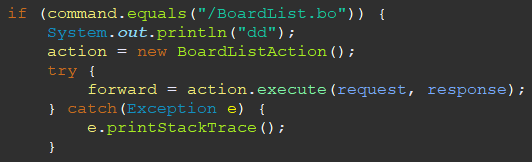 if (command.equals("/BoardList.bo")) {
    System.out.println("dd");
    action = new BoardListAction();
    try {
        forward = action.execute(request, response);
    } catch(Exception e) {
        e.printStackTrace();
    }